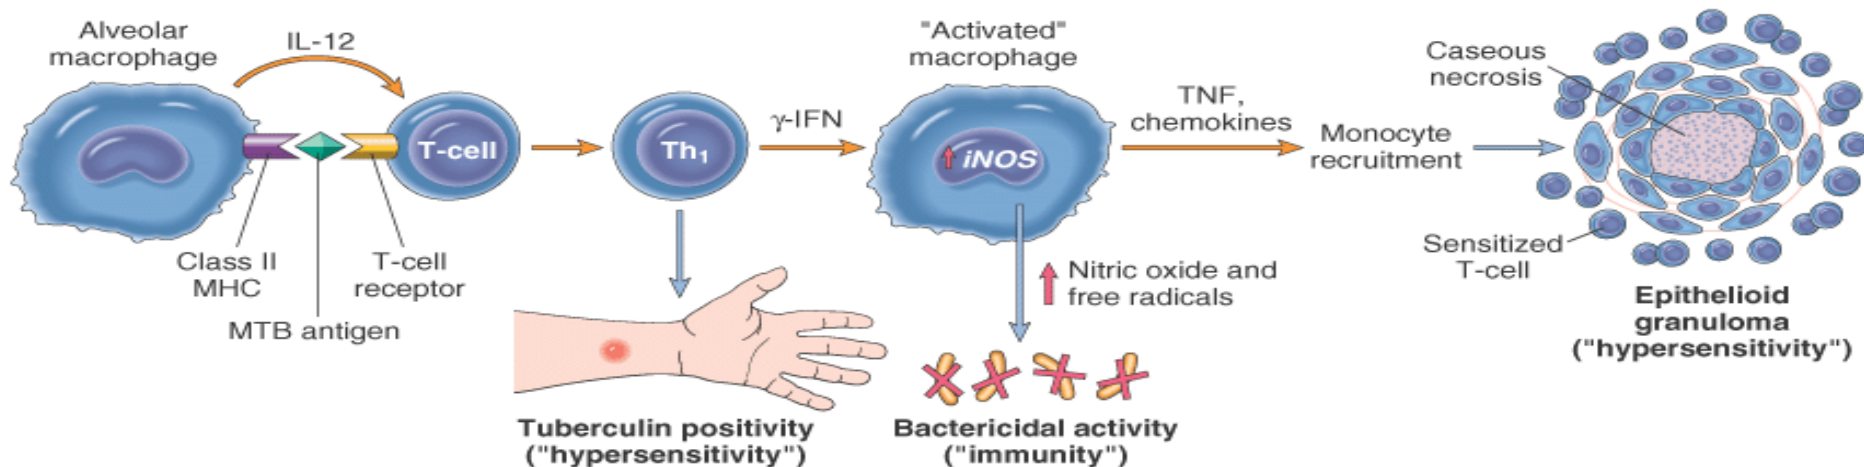 Alveolar
macrophage
IL-12
Class II
MHC
MTB antigen
T-cell
receptor
T-cell
Th1
γ-IFN
Tuberculin positivity
("hypersensitivity")
"Activated"
macrophage
iNOS
Nitric oxide and
free radicals
Bactericidal activity
("immunity")
TNF,
chemokines
Monocyte
recruitment
Caseous
necrosis
Sensitized
T-cell
Epithelioid
granuloma
("hypersensitivity")